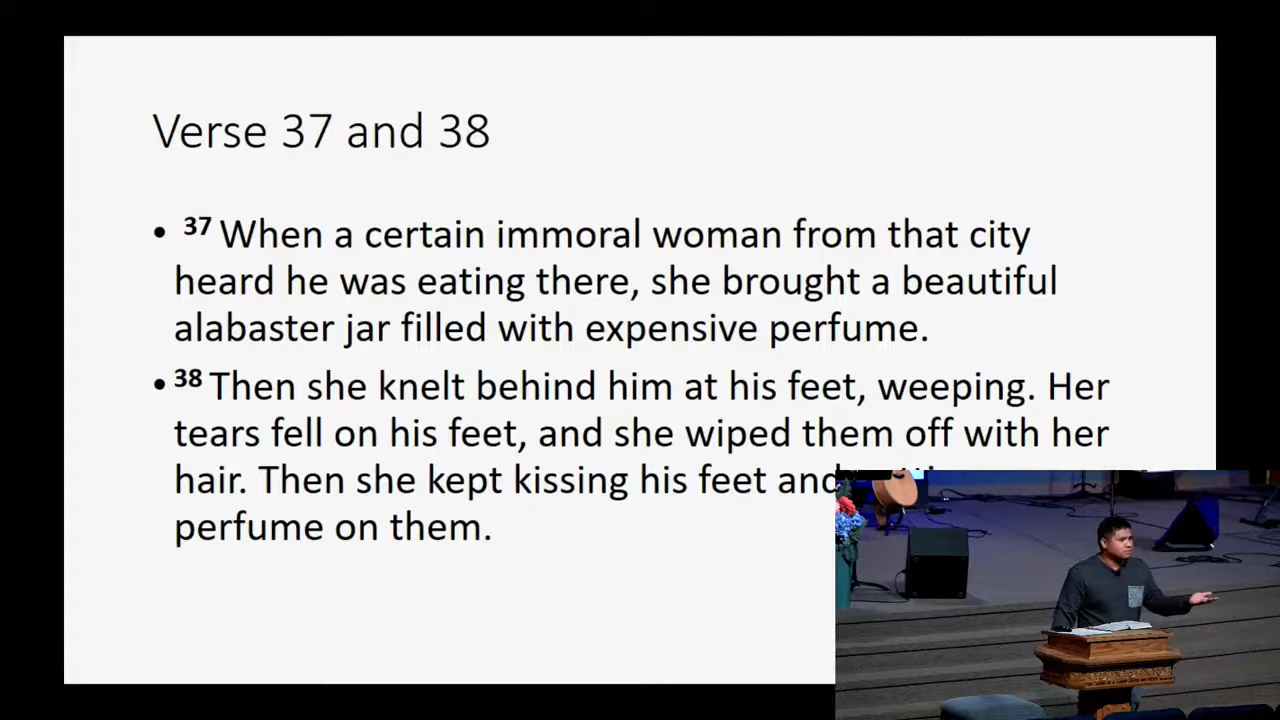 Verse 37 and 38
• 37 When a certain immoral woman from that city
heard he was eating there, she brought a beautiful
alabaster jar filled with expensive perfume.
• 38 Then she knelt behind him at his feet, weeping. Her
tears fell on his feet, and she wiped them off with her
hair. Then she kept kissing his feet and
perfume on them.